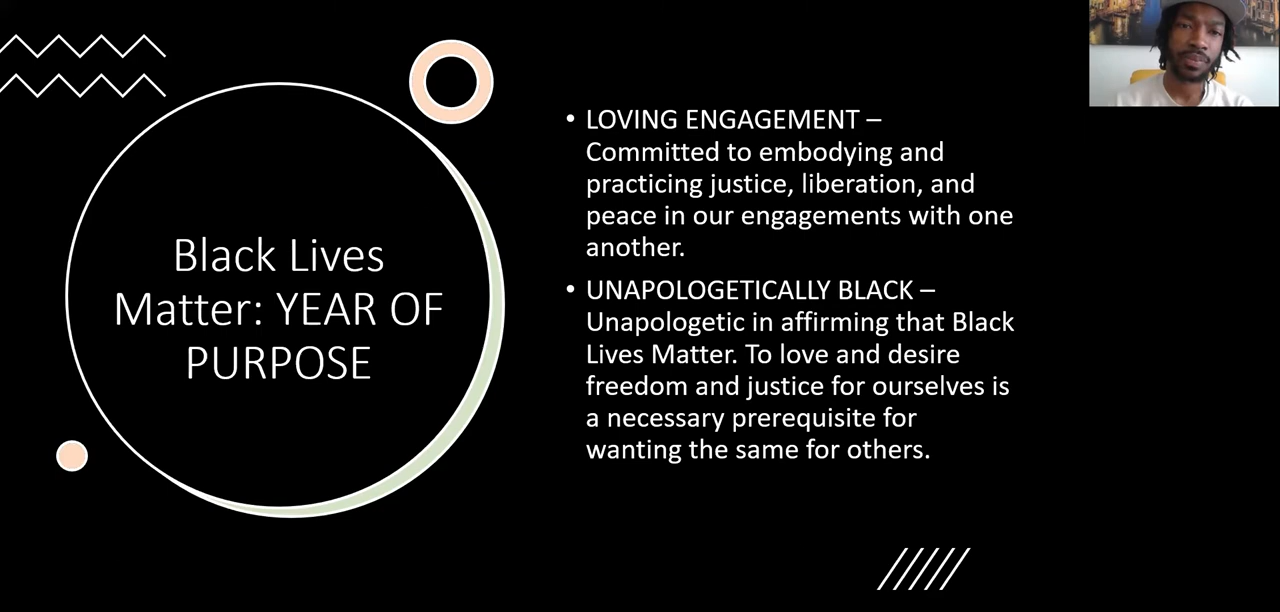 Black Lives
Matter: YEAR OF
PURPOSE
• LOVING ENGAGEMENT –
Committed to embodying and
practicing justice, liberation, and
peace in our engagements with one
another.
• UNAPOLOGETICALLY BLACK –
Unapologetic in affirming that Black
Lives Matter. To love and desire
freedom and justice for ourselves is
a necessary prerequisite for
wanting the same for others.